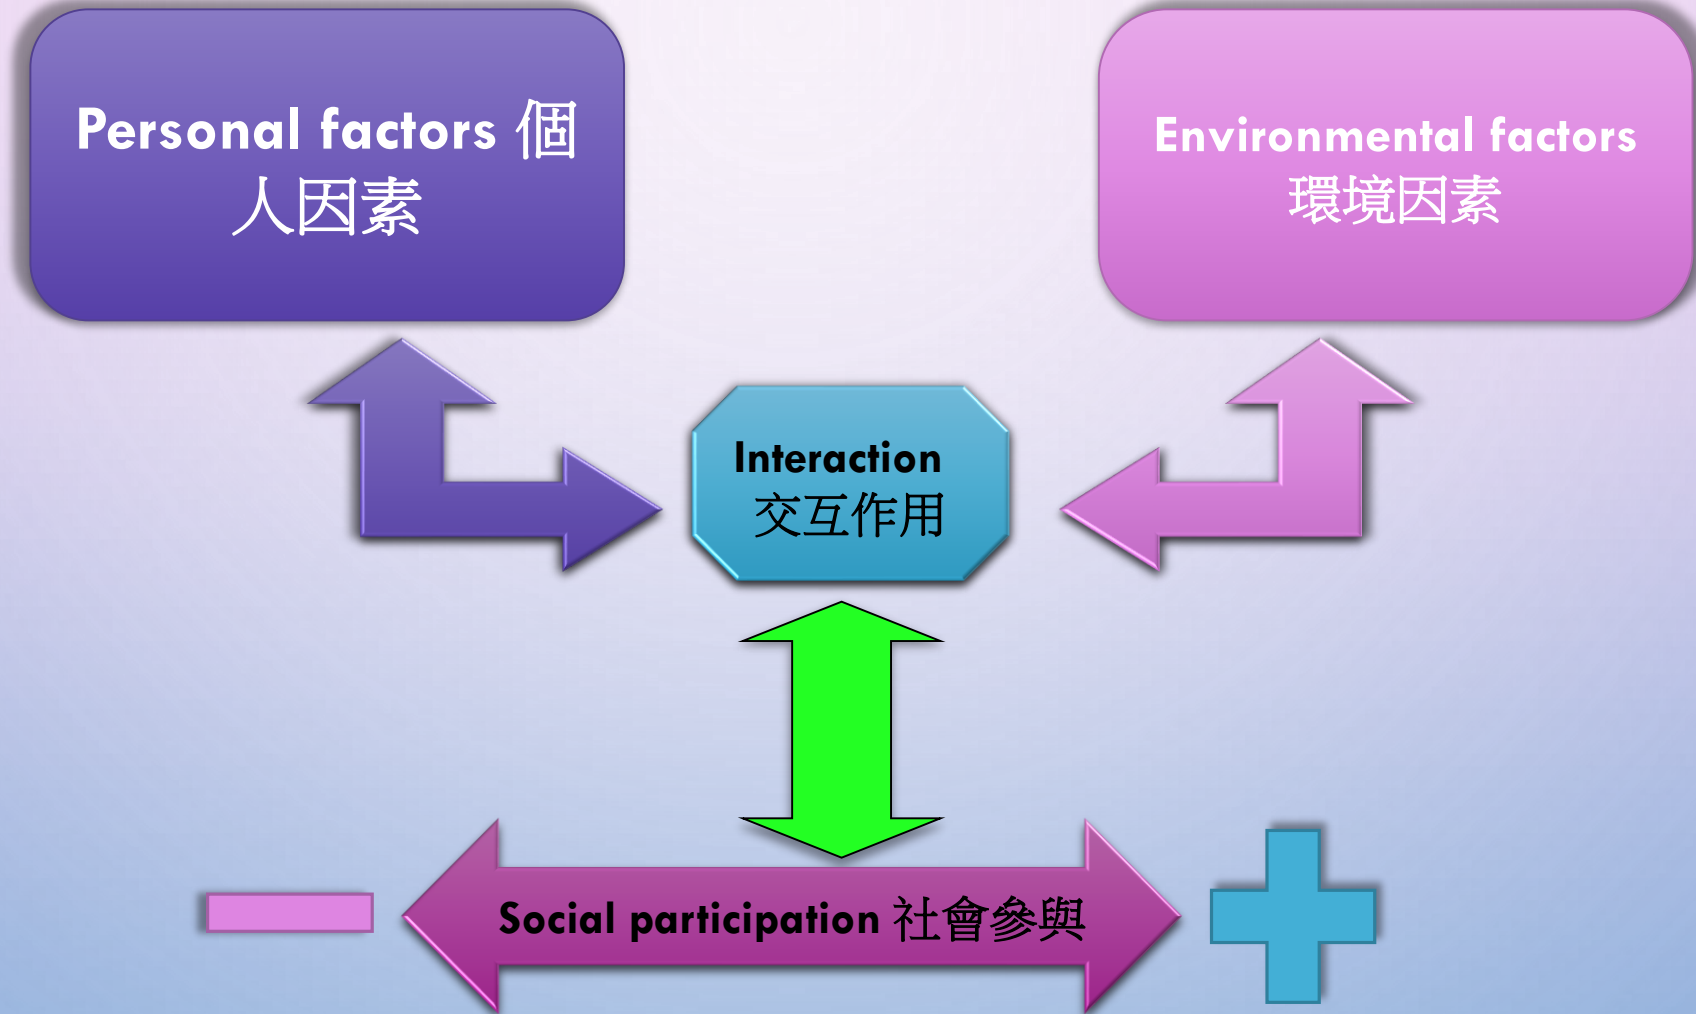 Personal factors 個
人因素
Environmental factors
環境因素
Interaction
交互作用
Social participation 社會參與